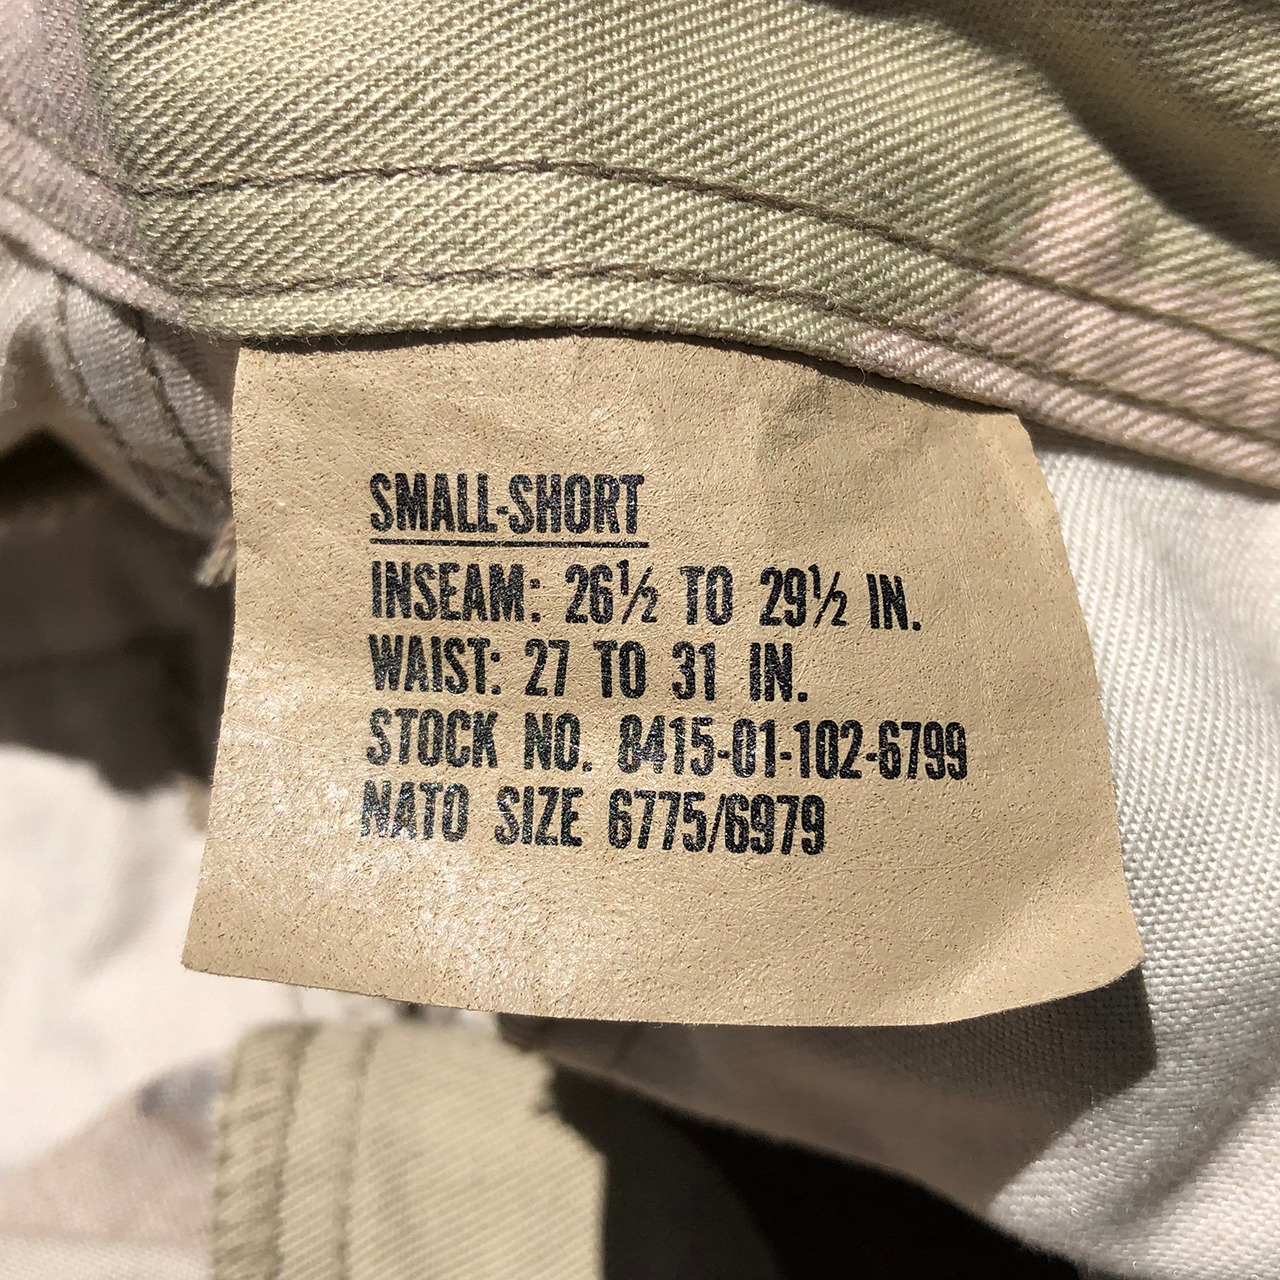 SMALL-SHORT
INSEAM: 26½ TO 29½ IN.
WAIST: 27 TO 31 IN.
STOCK NO. 8415-01-102-6799
NATO SIZE 6775/6979